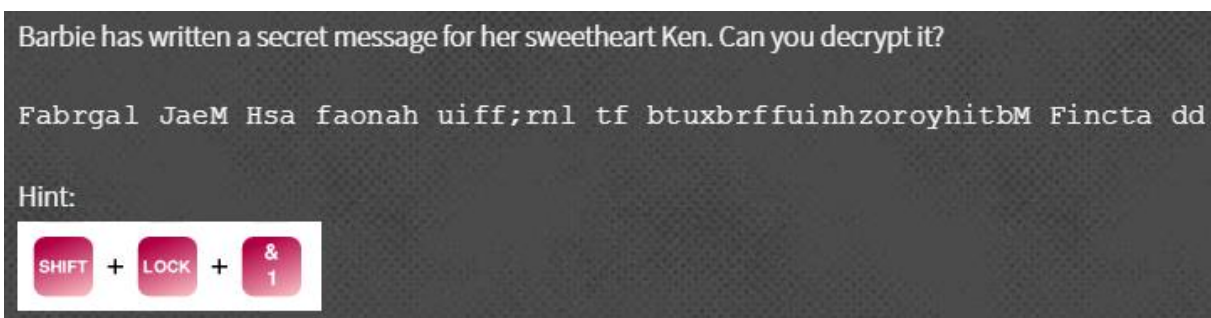 Barbie has written a secret message for her sweetheart Ken. Can you decrypt it?
Fabrgal JaeM Hsa faonah uiff;rnl tf btuxbrffuinhzoroyhitbM Fincta dd
Hint:
SHIFT + LOCK + & 1